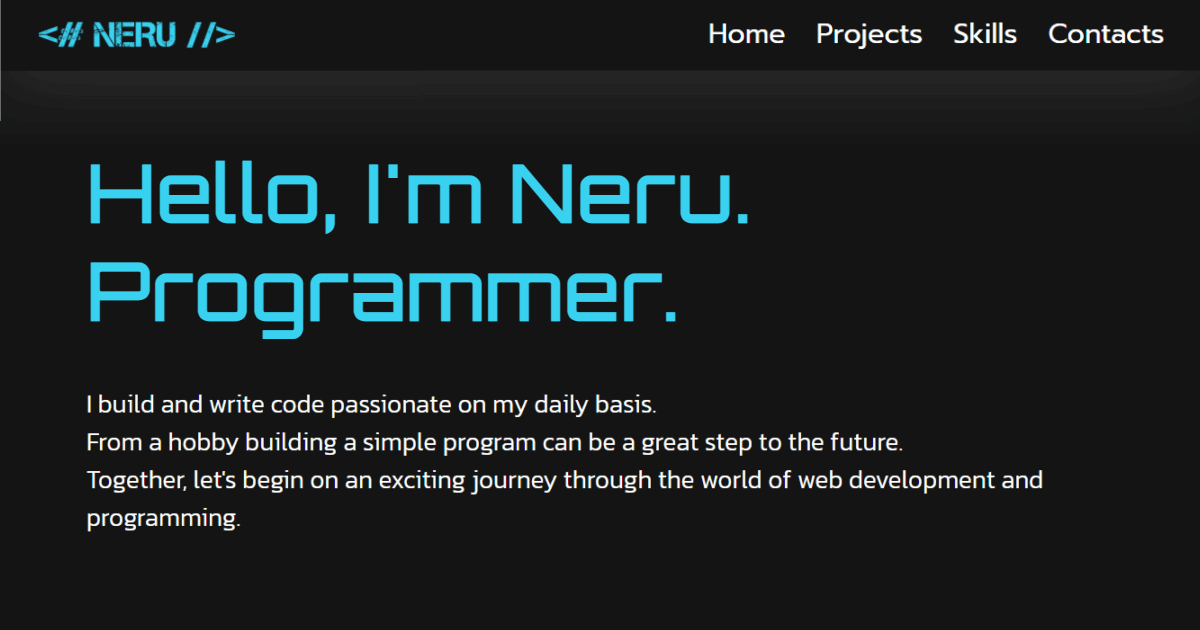 <# NERU //>
Home Projects Skills Contacts
Hello, I'm Neru.
Programmer.
I build and write code passionate on my daily basis.
From a hobby building a simple program can be a great step to the future.
Together, let's begin on an exciting journey through the world of web development and
programming.